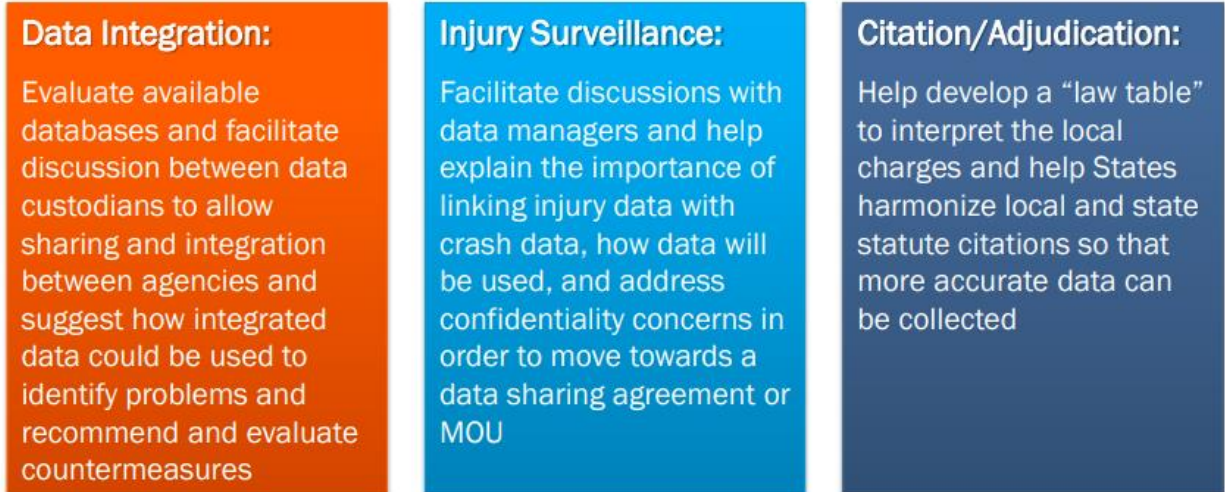 Data Integration:
Evaluate available
databases and facilitate
discussion between data
custodians to allow
sharing and integration
between agencies and
suggest how integrated
data could be used to
identify problems and
recommend and evaluate
countermeasures
Injury Surveillance:
Facilitate discussions with
data managers and help
explain the importance of
linking injury data with
crash data, how data will
be used, and address
confidentiality concerns in
order to move towards a
data sharing agreement or
MOU
Citation/Adjudication:
Help develop a “law table”
to interpret the local
charges and help States
harmonize local and state
statute citations so that
more accurate data can
be collected